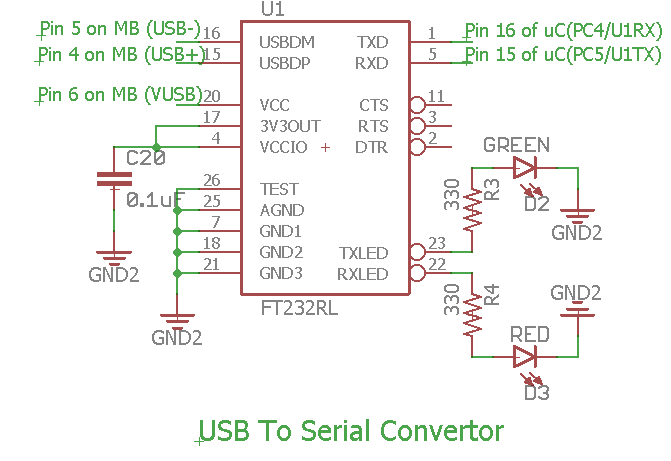 U1
Pin 5 on MB (USB-) 16 USBDM TXD 1 Pin 16 of uC(PC4/U1RX)
Pin 4 on MB (USB+) 15 USBDP RXD 5 Pin 15 of uC(PC5/U1TX)
Pin 6 on MB (VUSB) 20 VCC CTS 11
17 3V3OUT RTS 3
4 VCCIO + DTR 2
C20
0.1uF
26 TEST
25 AGND
7 GND1
18 GND2 TXLED 23
21 GND3 RXLED 22
GREEN
330 R3
D2
GND2
GND2
GND2
FT232RL
330 R4
GND2
RED
D3
USB To Serial Convertor